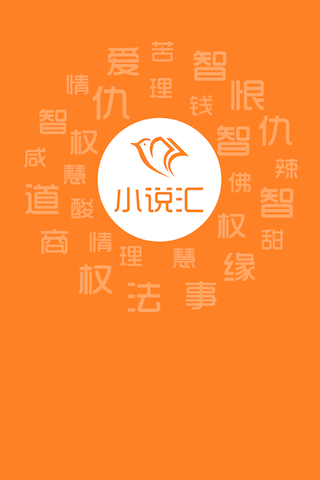 苦
爱
智
情
理
仇
钱
恨
智
权
智
仇
咸
慧
佛
辣
道
酸
小说汇
智
权
商
情
理
慧
甜
权
缘
法
事